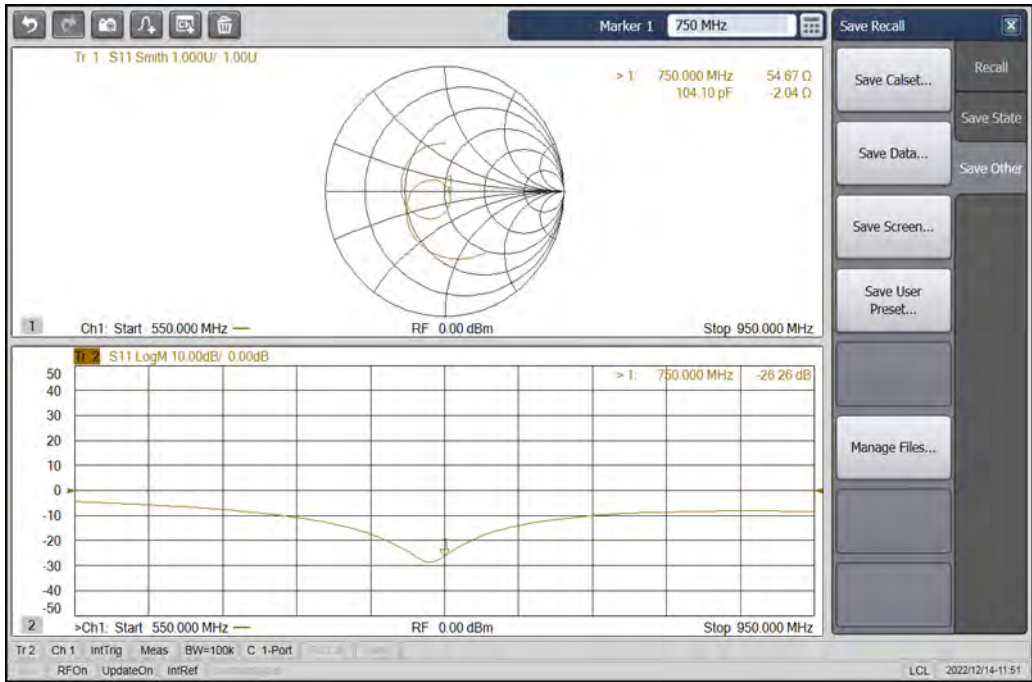 Marker 1 750 MHz
Save Recall
Tr 1 S11 Smith 1.000U/ 1.00U
> 1: 750.000 MHz 54.67 Ω
104.10 pF -2.04 Ω
1
Ch1: Start 550.000 MHz
RF 0.00 dBm
Stop 950.000 MHz
Tr 2 S11 LogM 10.00dB/ 0.00dB
> 1: 750.000 MHz -26.26 dB
50
40
30
20
10
0
-10
-20
-30
-40
-50
2
>Ch1: Start 550.000 MHz
RF 0.00 dBm
Stop 950.000 MHz
Save Calset...
Save Data...
Save Screen...
Save User
Preset...
Manage Files...
Recall
Save State
Save Other
Tr 2 Ch 1 IntTrig Meas BW=100k C 1-Port
RFOn UpdateOn IntRef
LCL 2022/12/14-11:51